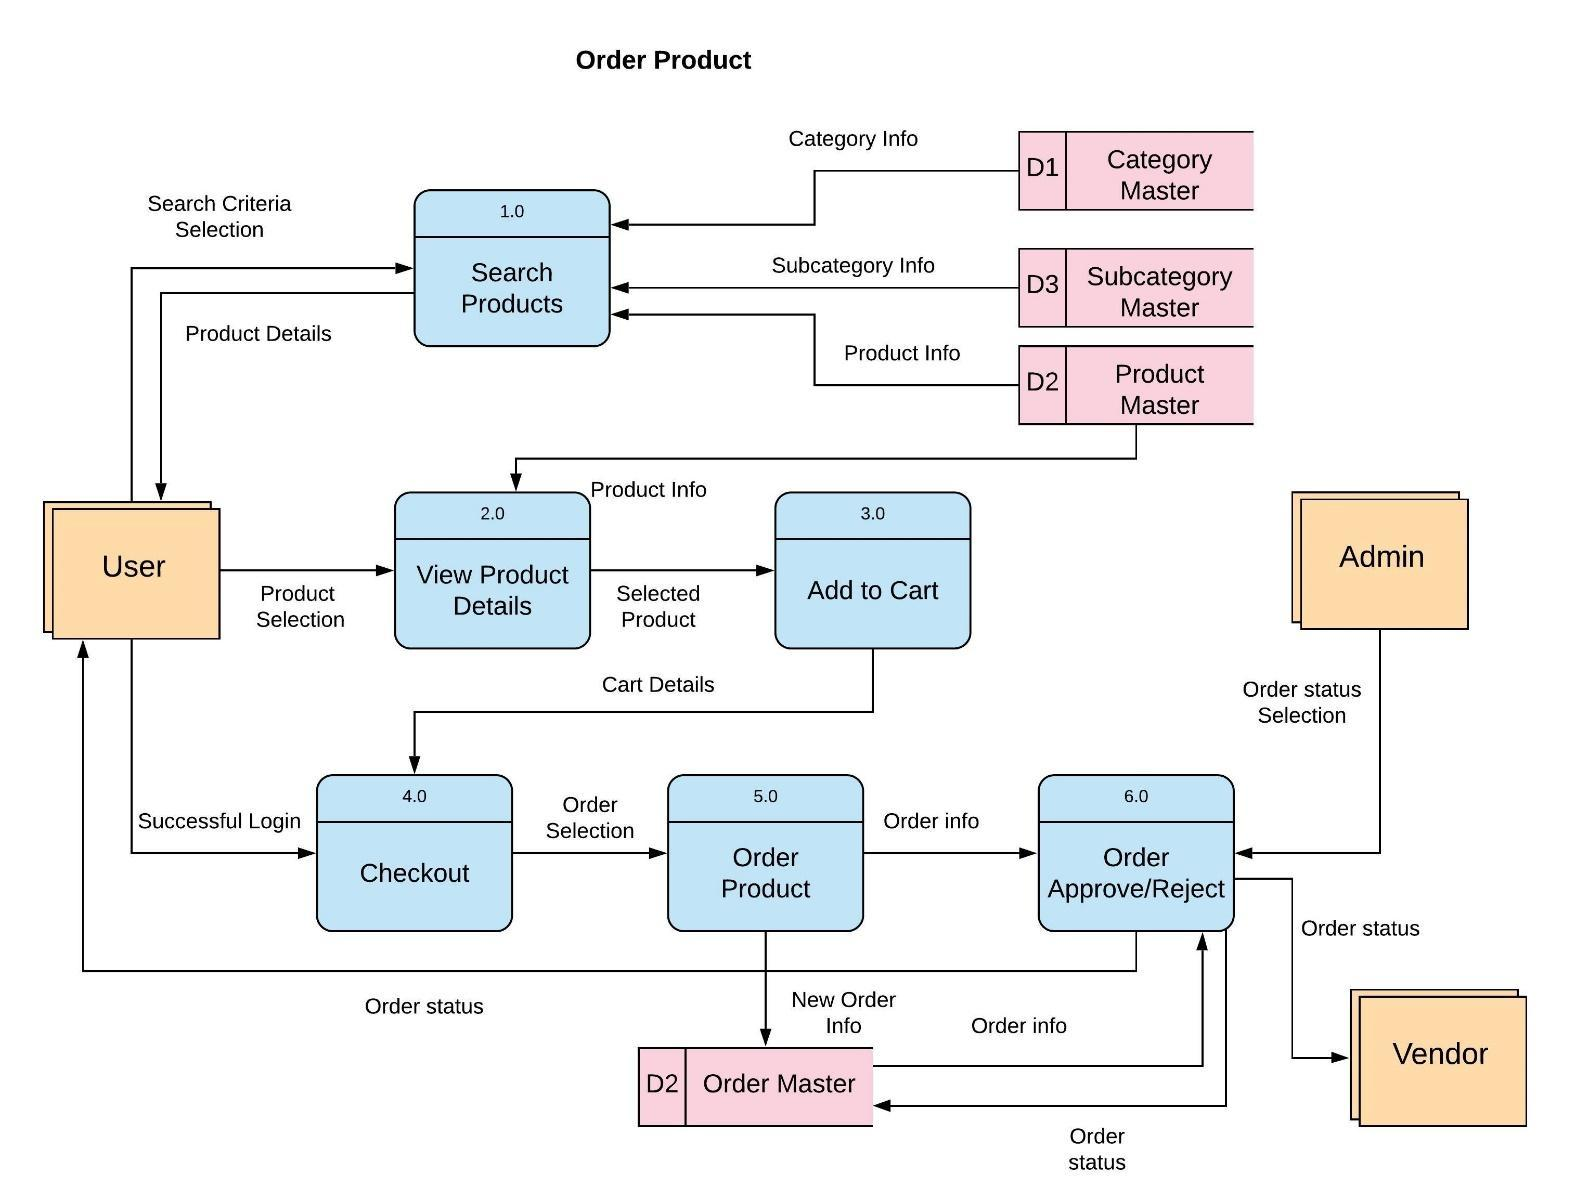 Order Product
Category Info
D1
Category
Master
Search Criteria
Selection
1.0
Search
Products
Subcategory Info
D3
Subcategory
Master
Product Details
Product Info
D2
Product
Master
Product Info
User
Product
Selection
2.0
View Product
Details
Selected
Product
3.0
Add to Cart
Admin
Cart Details
Order status
Selection
Successful Login
4.0
Checkout
Order
Selection
5.0
Order
Product
Order info
6.0
Order
Approve/Reject
Order status
Order status
New Order
Info
Order info
Vendor
D2
Order Master
Order
status